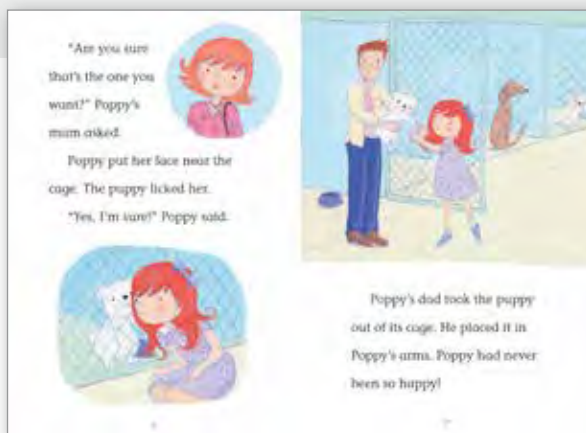 "Are you sure
that's the one you
want?" Poppy's
mum asked.
Poppy put her face near the
cage. The puppy licked her.
"Yes, I'm sure!" Poppy said.
Poppy's dad took the puppy
out of its cage. He placed it in
Poppy's arms. Poppy had never
been so happy!